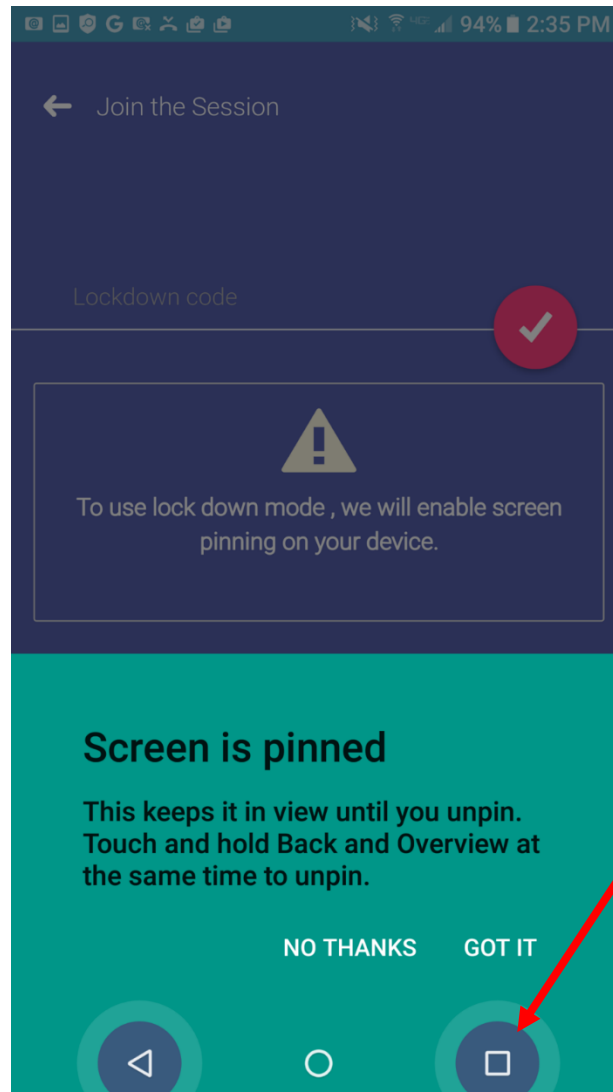 94% 2:35 PM
Join the Session
Lockdown code
To use lock down mode , we will enable screen
pinning on your device.
Screen is pinned
This keeps it in view until you unpin.
Touch and hold Back and Overview at
the same time to unpin.
NO THANKS GOT IT